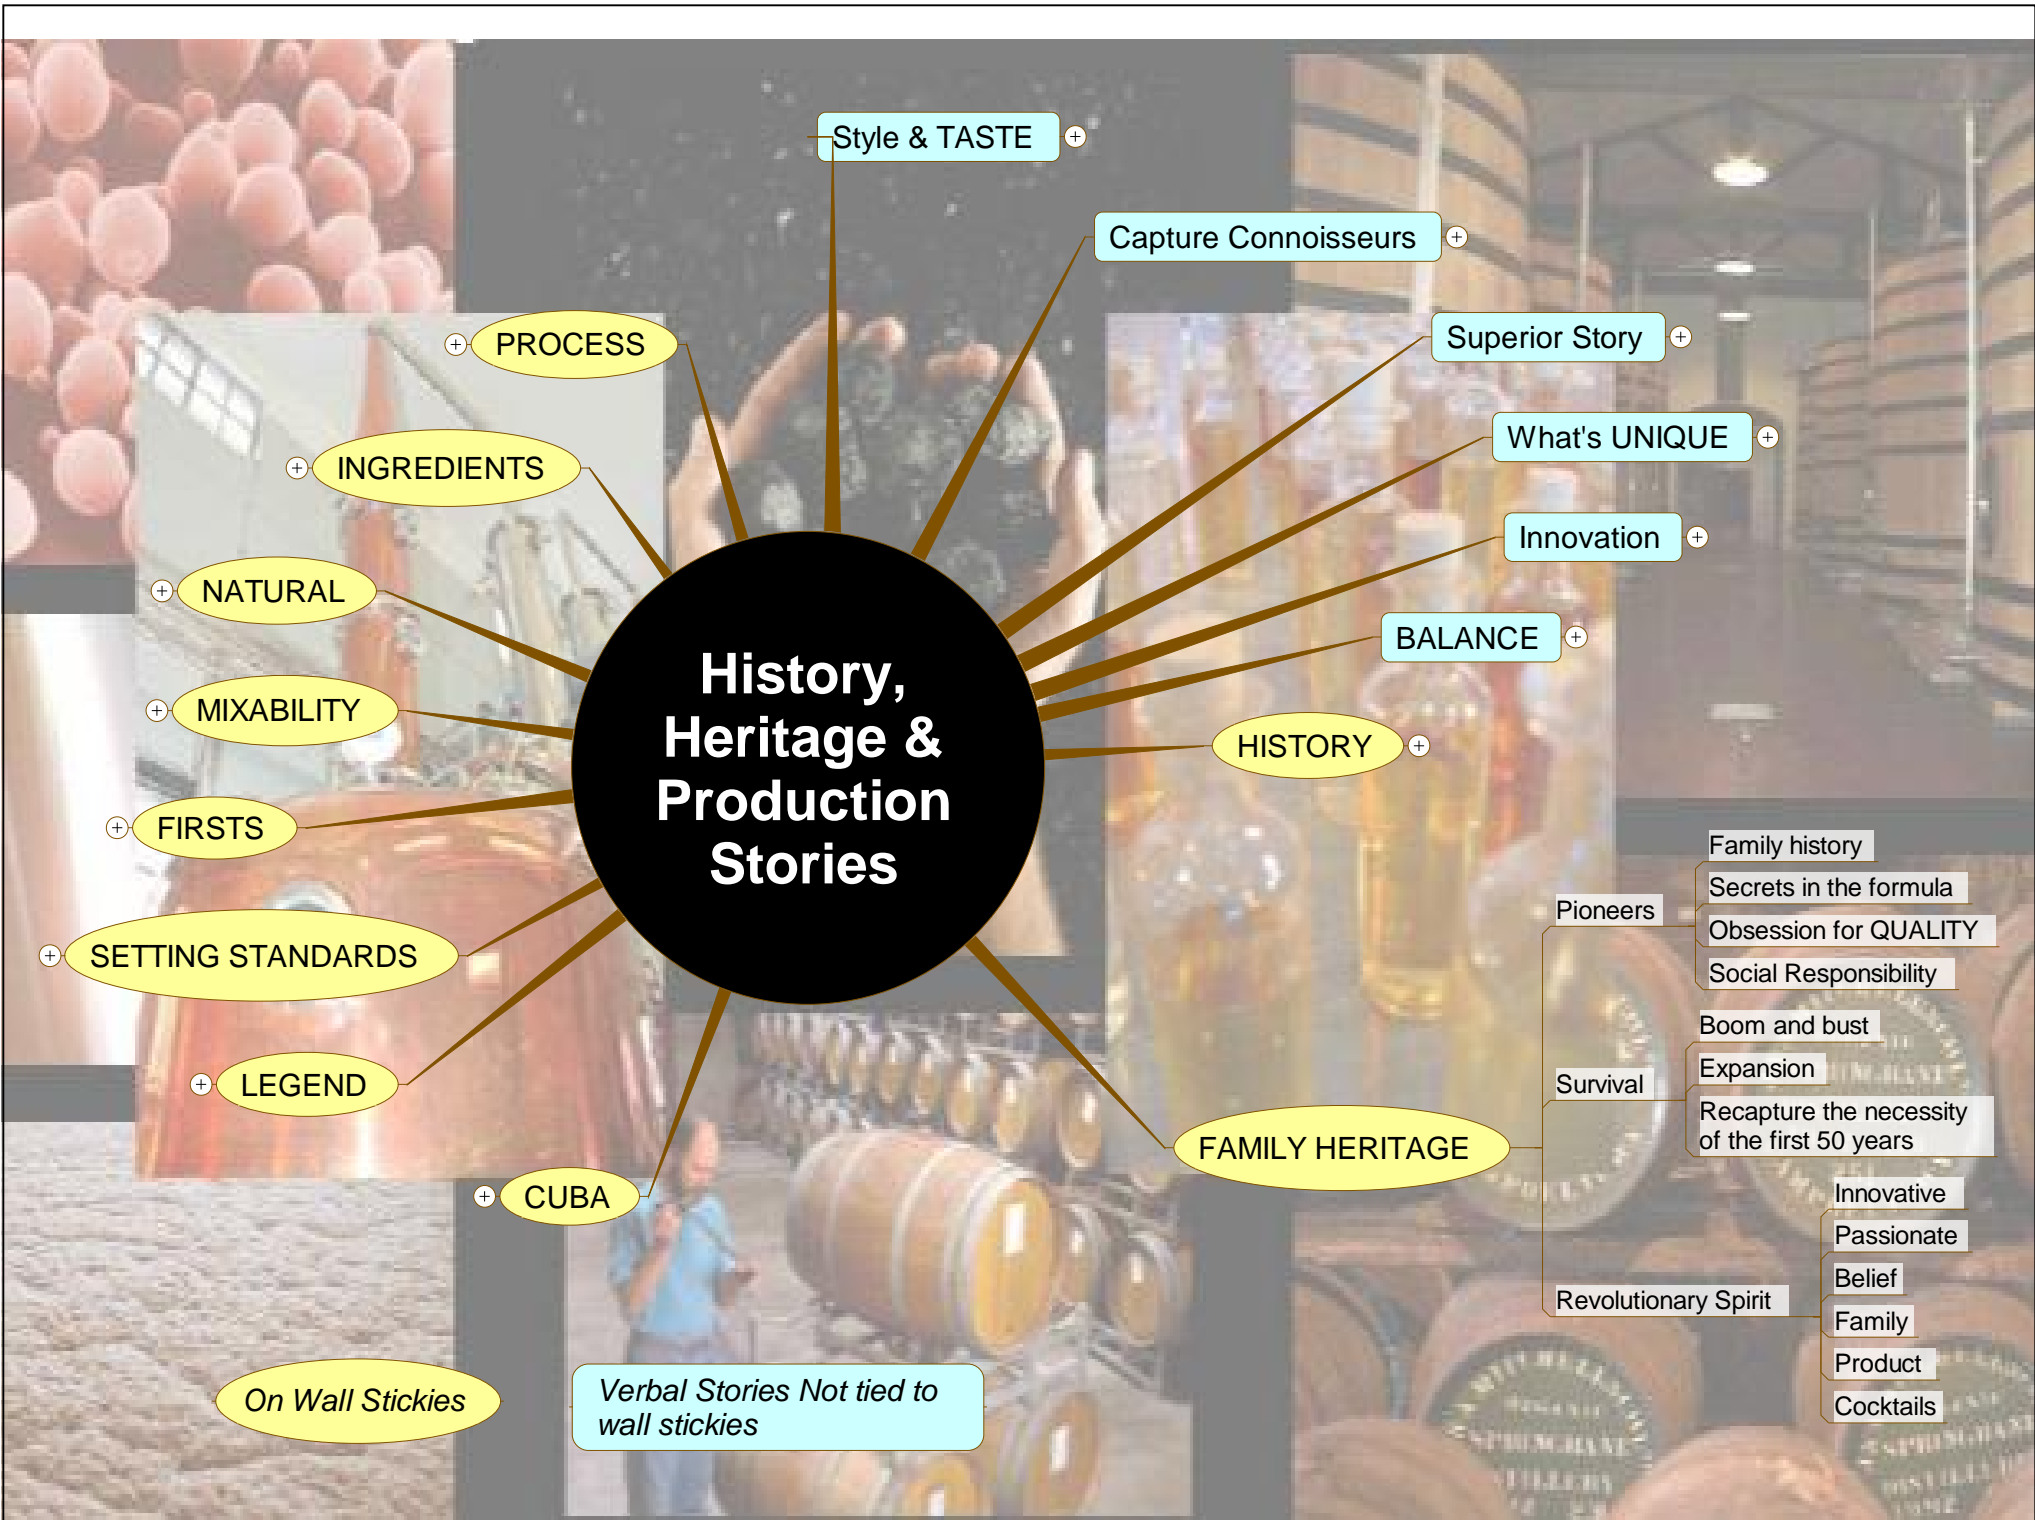 Style & TASTE
Capture Connoisseurs
Superior Story
What's UNIQUE
Innovation
BALANCE
HISTORY
PROCESS
INGREDIENTS
NATURAL
MIXABILITY
FIRSTS
SETTING STANDARDS
LEGEND
CUBA
History,
Heritage &
Production
Stories
FAMILY HERITAGE
Pioneers
Family history
Secrets in the formula
Obsession for QUALITY
Social Responsibility
Survival
Boom and bust
Expansion
Recapture the necessity
of the first 50 years
Revolutionary Spirit
Innovative
Passionate
Belief
Family
Product
Cocktails
On Wall Stickies
Verbal Stories Not tied to
wall stickies
SPRINGBANK
DISTILLERY